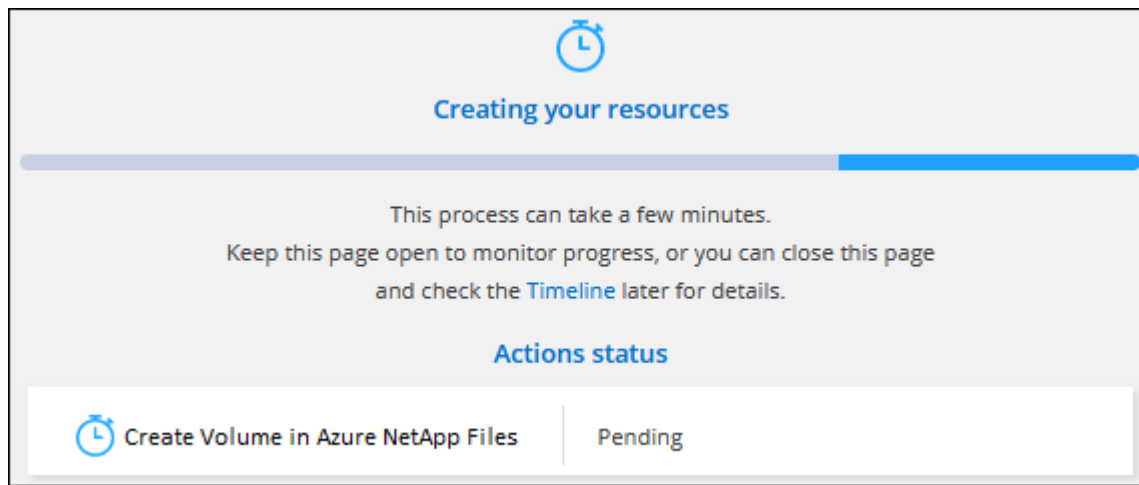 Creating your resources
This process can take a few minutes.
Keep this page open to monitor progress, or you can close this page
and check the Timeline later for details.
Actions status
Create Volume in Azure NetApp Files Pending